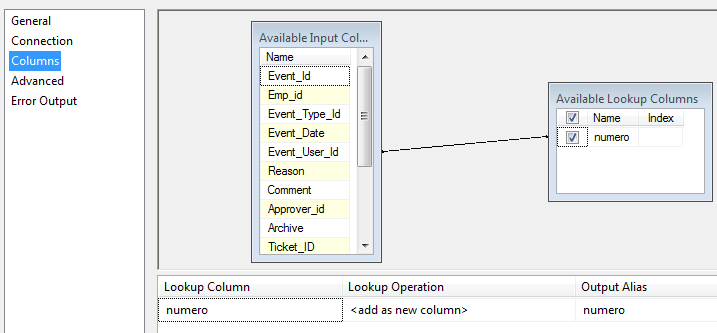 General
Connection
Columns
Advanced
Error Output
Available Input Col...
Name
Event_Id
Emp_id
Event_Type_Id
Event_Date
Event_User_Id
Reason
Comment
Approver_id
Archive
Ticket_ID
Available Lookup Columns
Name Index
numero
Lookup Column Lookup Operation Output Alias
numero <add as new column> numero